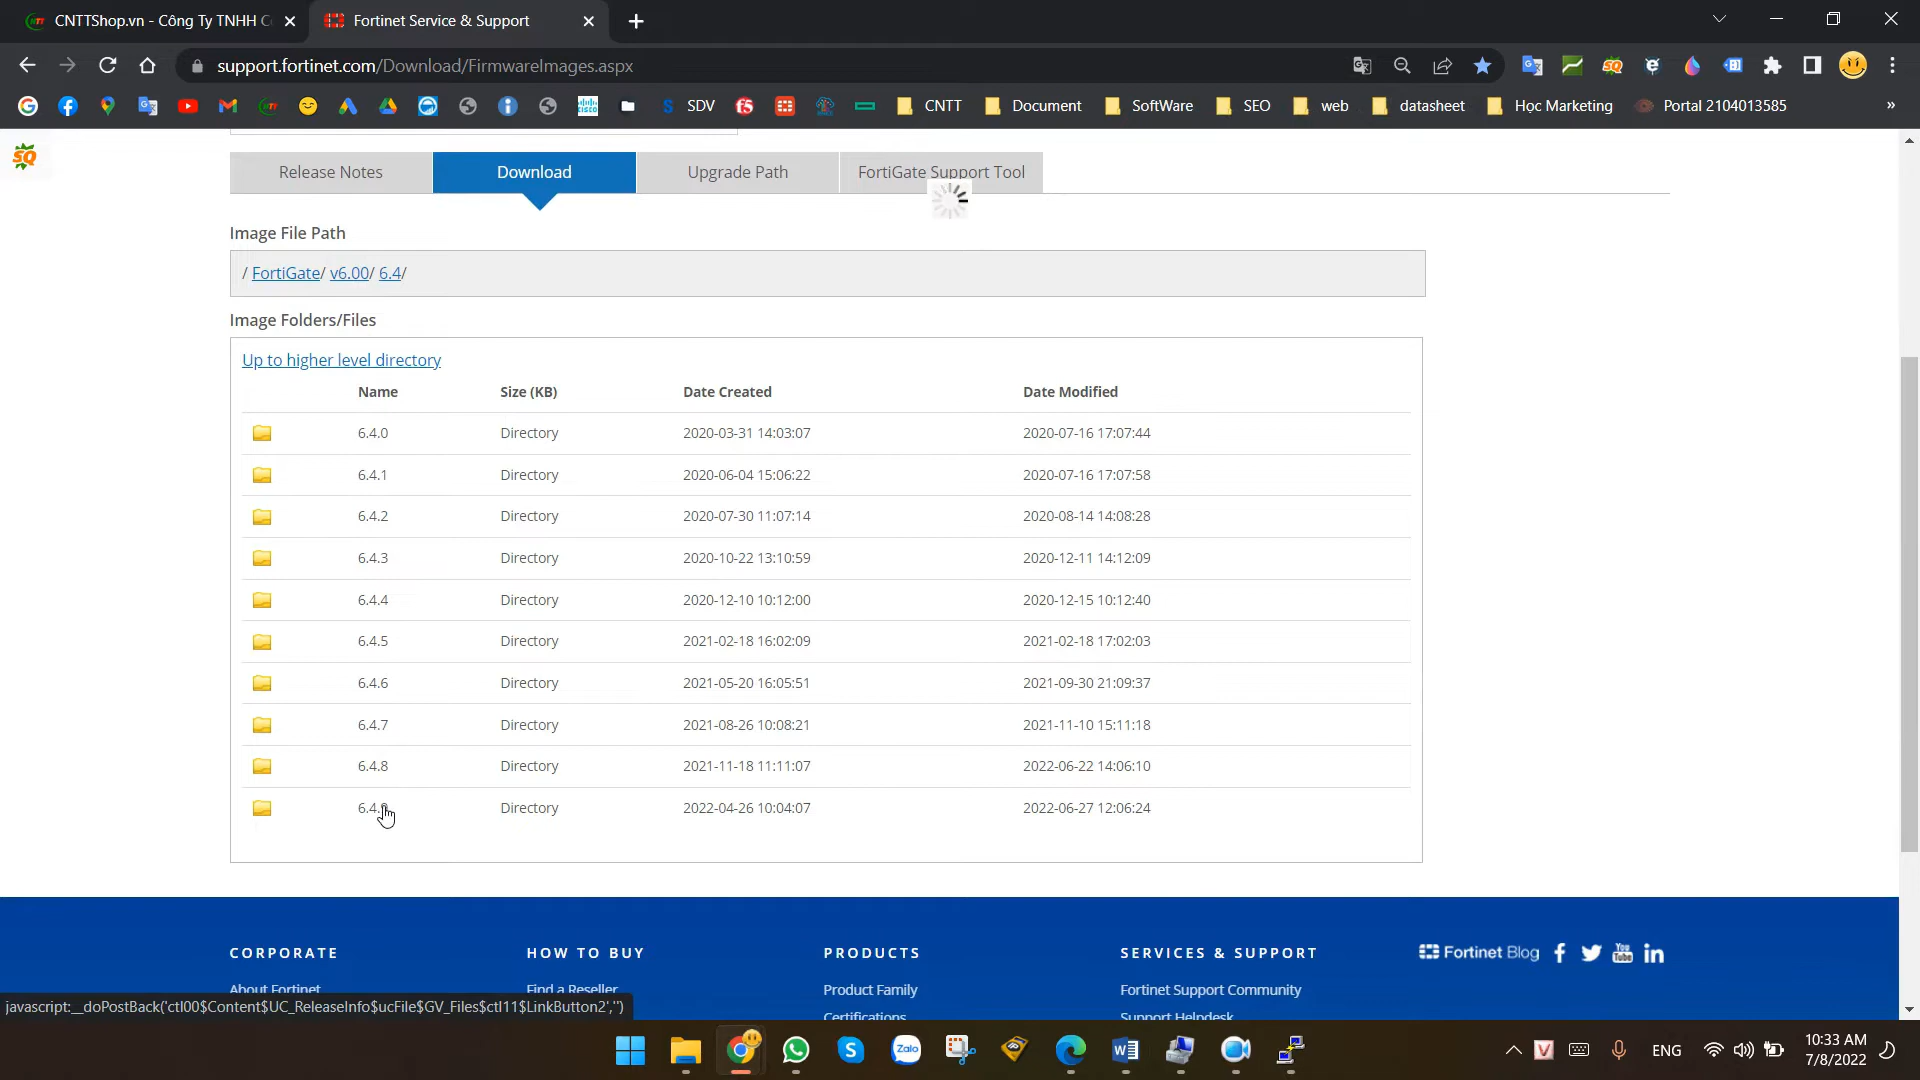 CNTTShop.vn - Công Ty TNHH C
Fortinet Service & Support
support.fortinet.com/Download/FirmwareImages.aspx
SDV
CNTT
Document
SoftWare
SEO
web
datasheet
Học Marketing
Portal 2104013585
»
Release Notes
Download
Upgrade Path
FortiGate Support Tool
Image File Path
/ FortiGate/ v6.00/ 6.4/
Image Folders/Files
Up to higher level directory
Name Size (KB) Date Created Date Modified
6.4.0 Directory 2020-03-31 14:03:07 2020-07-16 17:07:44
6.4.1 Directory 2020-06-04 15:06:22 2020-07-16 17:07:58
6.4.2 Directory 2020-07-30 11:07:14 2020-08-14 14:08:28
6.4.3 Directory 2020-10-22 13:10:59 2020-12-11 14:12:09
6.4.4 Directory 2020-12-10 10:12:00 2020-12-15 10:12:40
6.4.5 Directory 2021-02-18 16:02:09 2021-02-18 17:02:03
6.4.6 Directory 2021-05-20 16:05:51 2021-09-30 21:09:37
6.4.7 Directory 2021-08-26 10:08:21 2021-11-10 15:11:18
6.4.8 Directory 2021-11-18 11:11:07 2022-06-22 14:06:10
6.4.9 Directory 2022-04-26 10:04:07 2022-06-27 12:06:24
CORPORATE
HOW TO BUY
PRODUCTS
SERVICES & SUPPORT
Fortinet Blog
About Fortinet
Find a Reseller
Product Family
Fortinet Support Community
Certifications
Support Helpdesk
javascript:__doPostBack('ctl00$Content$UC_ReleaseInfo$ucFile$GV_Files$ctl11$LinkButton2','')
Zalo
ENG
10:33 AM
7/8/2022